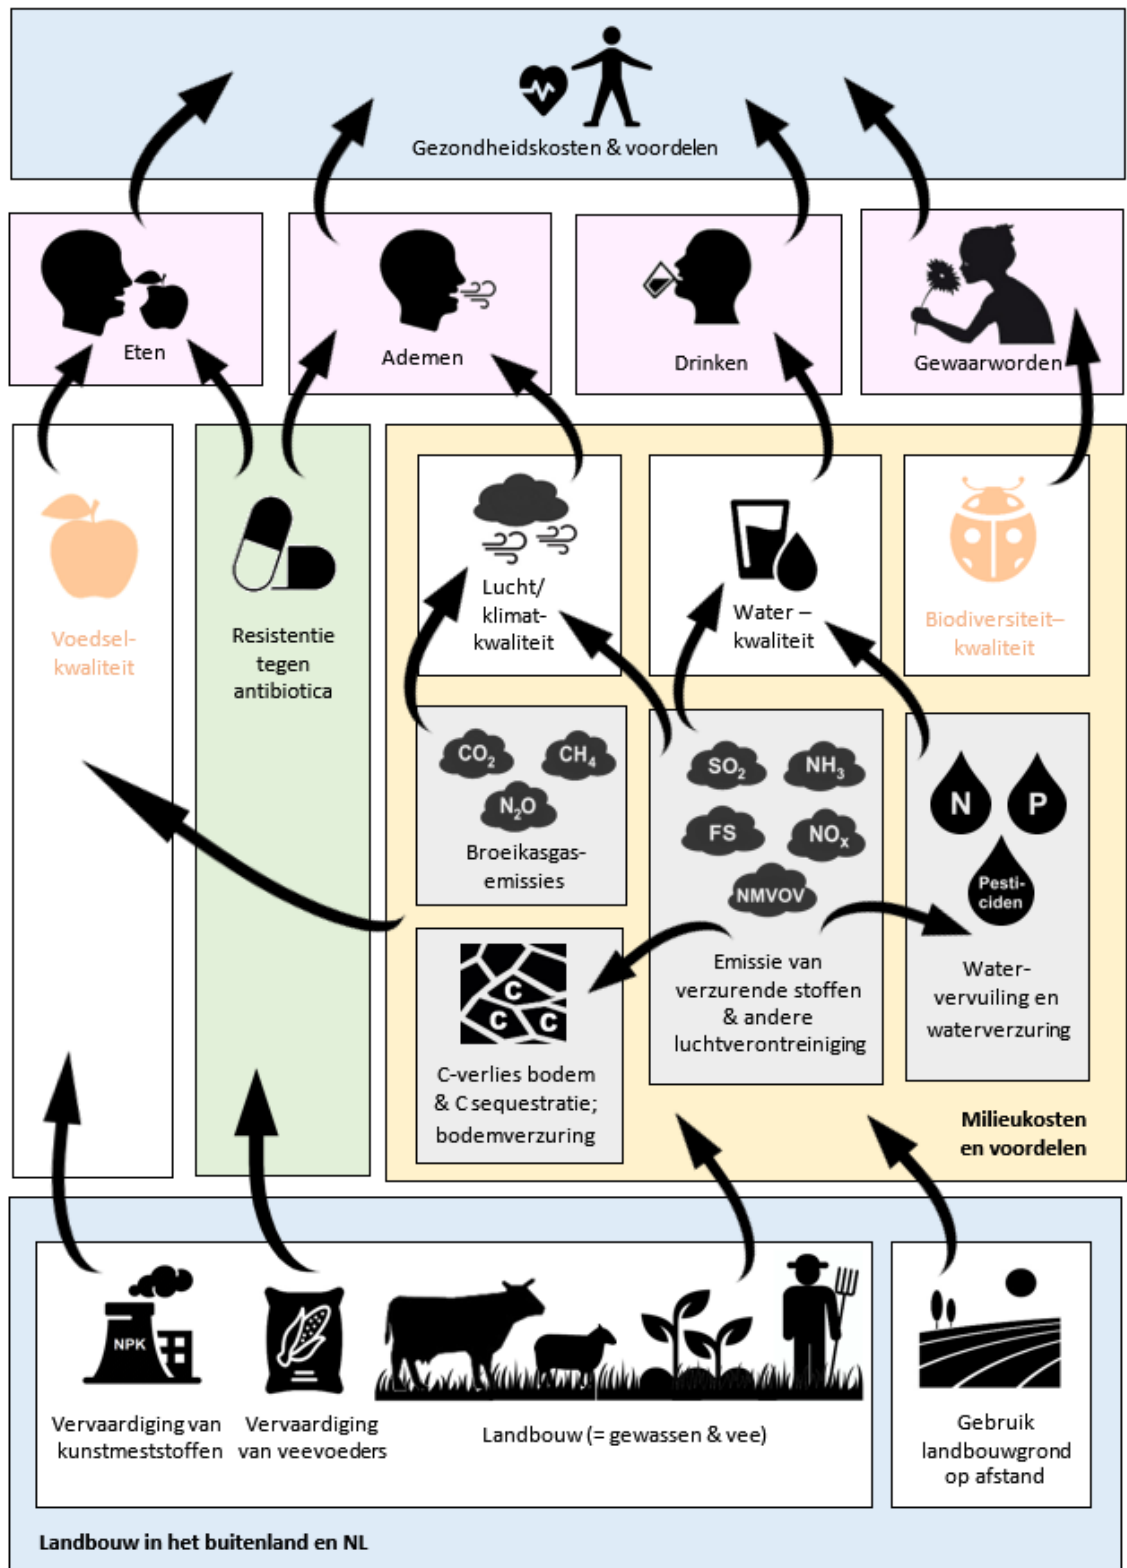 Gezondheidskosten & voordelen
Eten
Ademen
Drinken
Gewaarworden
Voedsel-
kwaliteit
Resistentie
tegen
antibiotica
Lucht/
klimaat-
kwaliteit
Water –
kwaliteit
Biodiversiteit–
kwaliteit
CO₂
CH₄
N₂O
Broeikasgas-
emissies
SO₂
NH₃
FS
NOₓ
NMVOV
Emissie van
verzurende stoffen
& andere
luchtverontreiniging
N
P
Pesti-
ciden
Water-
vervuiling en
waterverzuring
C
C
C
C-verlies bodem
& C sequestratie;
bodemverzuring
Milieukosten
en voordelen
NPK
Vervaardiging van
kunstmeststoffen
Vervaardiging
van veevoeders
Landbouw (= gewassen & vee)
Gebruik
landbouwgrond
op afstand
Landbouw in het buitenland en NL